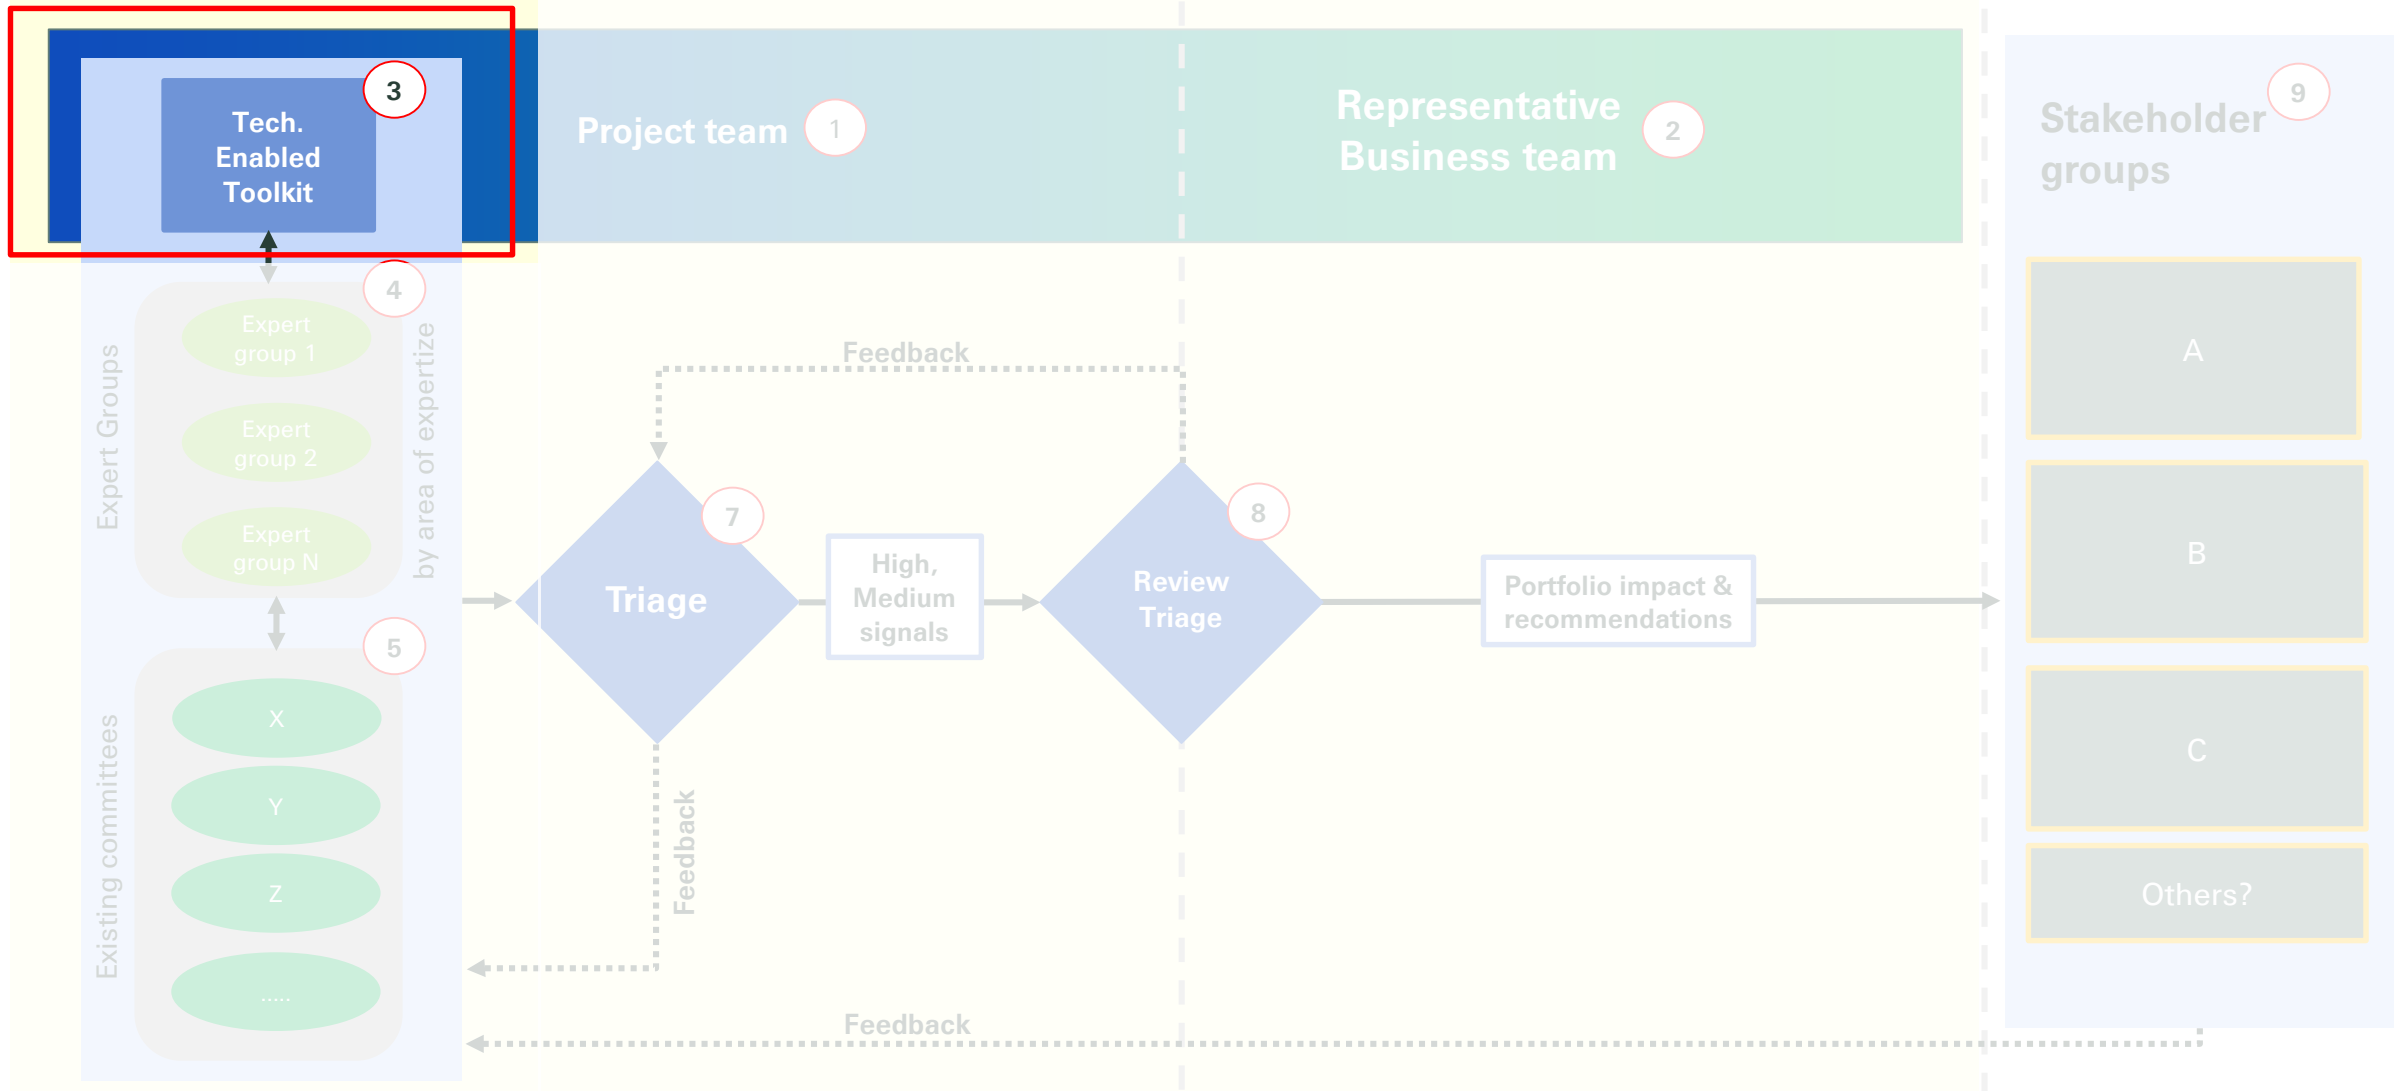 3
Tech.
Enabled
Toolkit
Project team
1
Representative
Business team
2
Stakeholder
groups
9
4
Expert Groups
Expert
group 1
Expert
group 2
Expert
group N
by area of expertize
5
Existing committees
X
Y
Z
.....
Feedback
7
Triage
High,
Medium
signals
8
Review
Triage
Portfolio impact &
recommendations
Feedback
Feedback
A
B
C
Others?